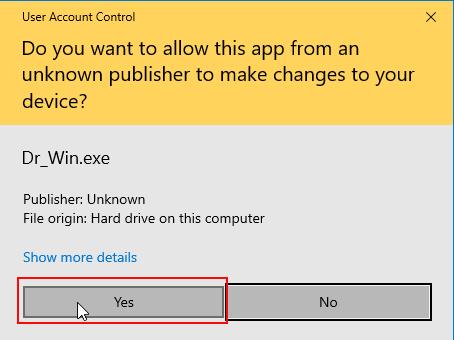 User Account Control
Do you want to allow this app from an
unknown publisher to make changes to your
device?
Dr_Win.exe
Publisher: Unknown
File origin: Hard drive on this computer
Show more details
Yes
No